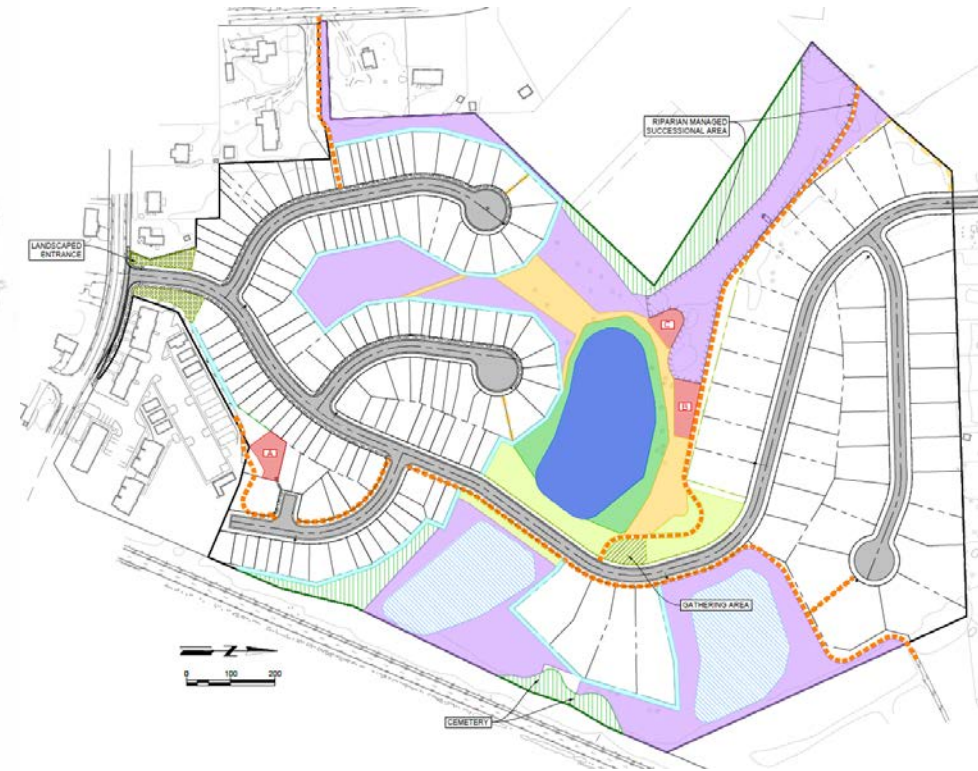 RIPARIAN MANAGED
SUCCESSIONAL AREA
LANDSCAPED
ENTRANCE
C
B
A
GATHERING AREA
N
0 100 200
CEMETERY